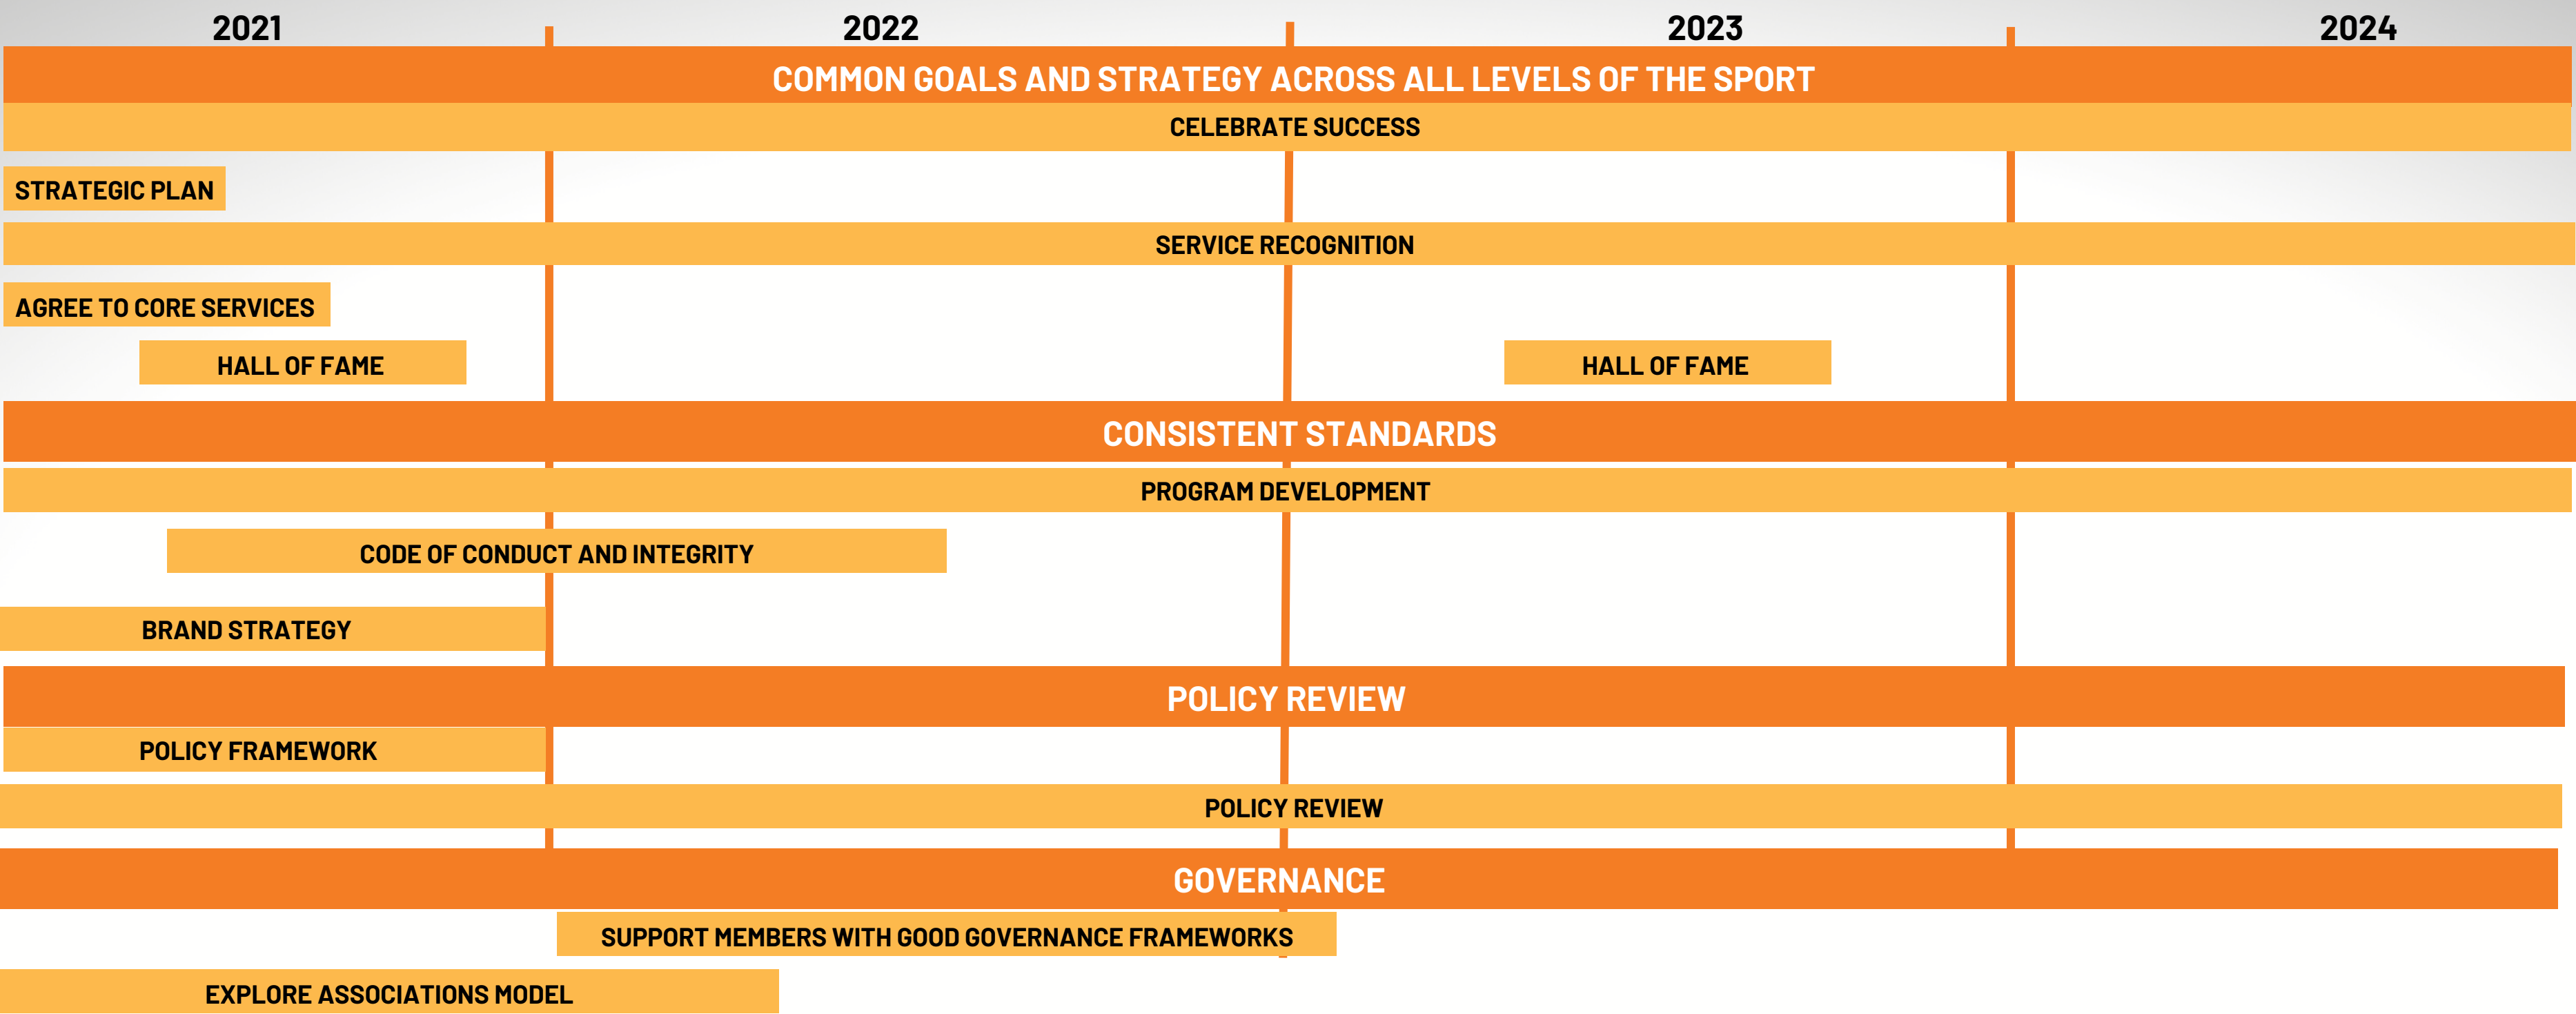 2021 2022 2023 2024
COMMON GOALS AND STRATEGY ACROSS ALL LEVELS OF THE SPORT
CELEBRATE SUCCESS
STRATEGIC PLAN
SERVICE RECOGNITION
AGREE TO CORE SERVICES
HALL OF FAME HALL OF FAME
CONSISTENT STANDARDS
PROGRAM DEVELOPMENT
CODE OF CONDUCT AND INTEGRITY
BRAND STRATEGY
POLICY REVIEW
POLICY FRAMEWORK
POLICY REVIEW
GOVERNANCE
SUPPORT MEMBERS WITH GOOD GOVERNANCE FRAMEWORKS
EXPLORE ASSOCIATIONS MODEL